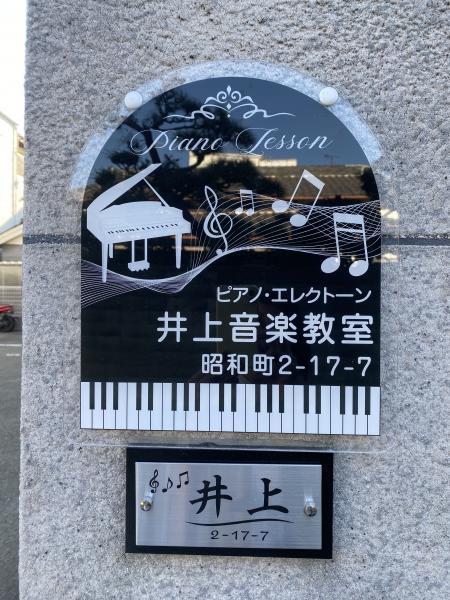 Piano Lesson
ピアノ・エレクトーン
井上音楽教室
昭和町2-17-7
井上
2-17-7